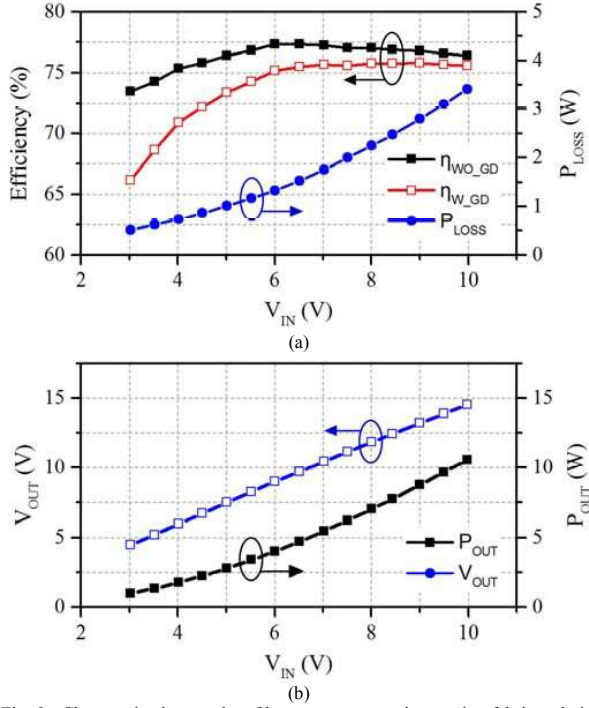 80
75
70
65
60
Efficiency (%)
5
4
3
2
1
0
P_LOSS (W)
η_WO_GD
η_W_GD
P_LOSS
2 4 6 8 10
V_IN (V)
(a)
15
10
5
0
V_OUT (V)
15
10
5
0
P_OUT (W)
P_OUT
V_OUT
2 4 6 8 10
V_IN (V)
(b)